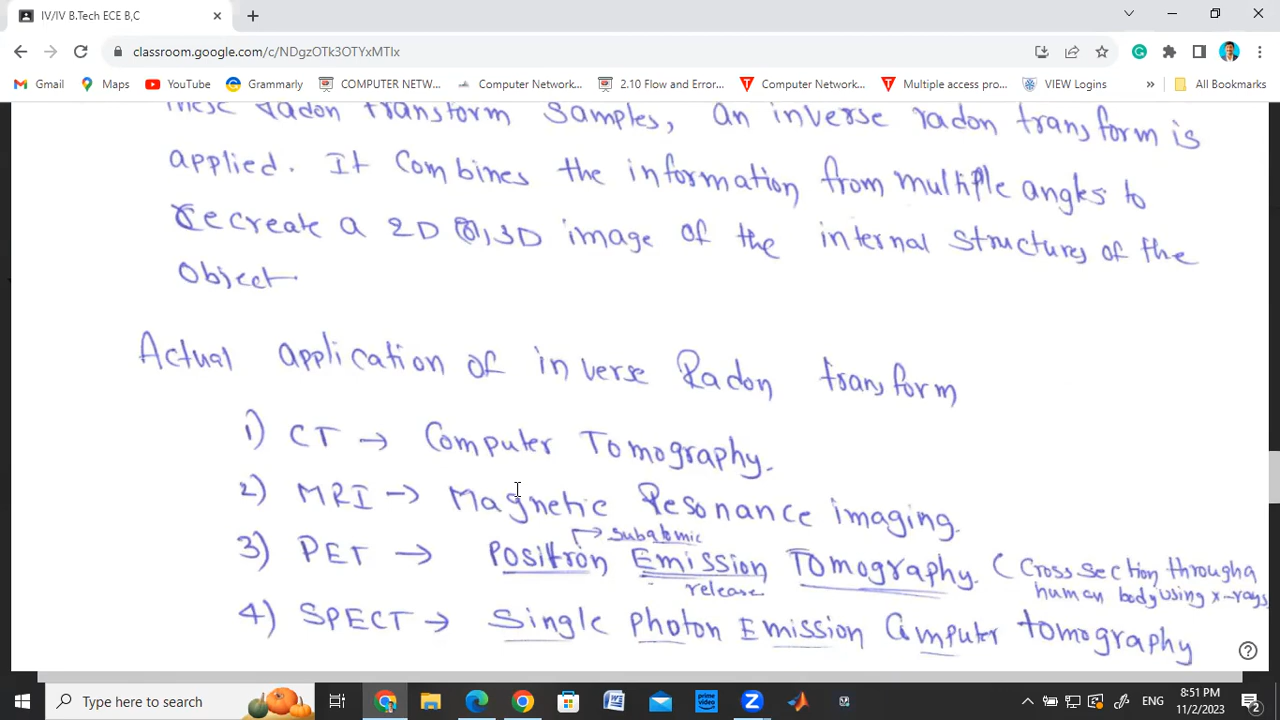 IV/IV B.Tech ECE B,C
classroom.google.com/c/NDgzOTk3OTYxMTIx
Gmail Maps YouTube Grammarly COMPUTER NETW... Computer Network... 2.10 Flow and Error... Computer Network... Multiple access pro... VIEW Logins » All Bookmarks
these radon transform samples, an inverse radon transform is
applied. It combines the information from multiple angles to
recreate a 2D 3D image of the internal structures of the
Object.
Actual application of inverse Radon transform
1) CT → Computer Tomography.
2) MRI → Magnetic Resonance imaging.
subatomic
3) PET → Positron Emission Tomography. (Cross section through a
release human body using x-rays
4) SPECT → Single photon Emission Computer tomography
Type here to search
ENG
8:51 PM
11/2/2023
2